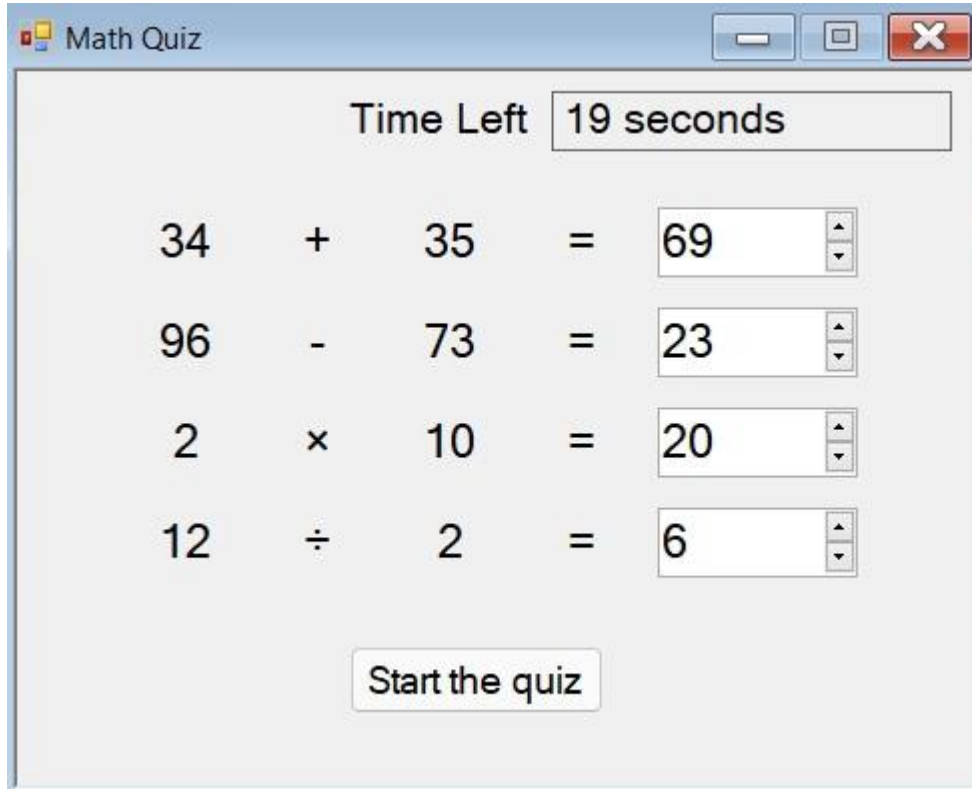 Math Quiz
Time Left 19 seconds
34 + 35 = 69
96 - 73 = 23
2 × 10 = 20
12 ÷ 2 = 6
Start the quiz